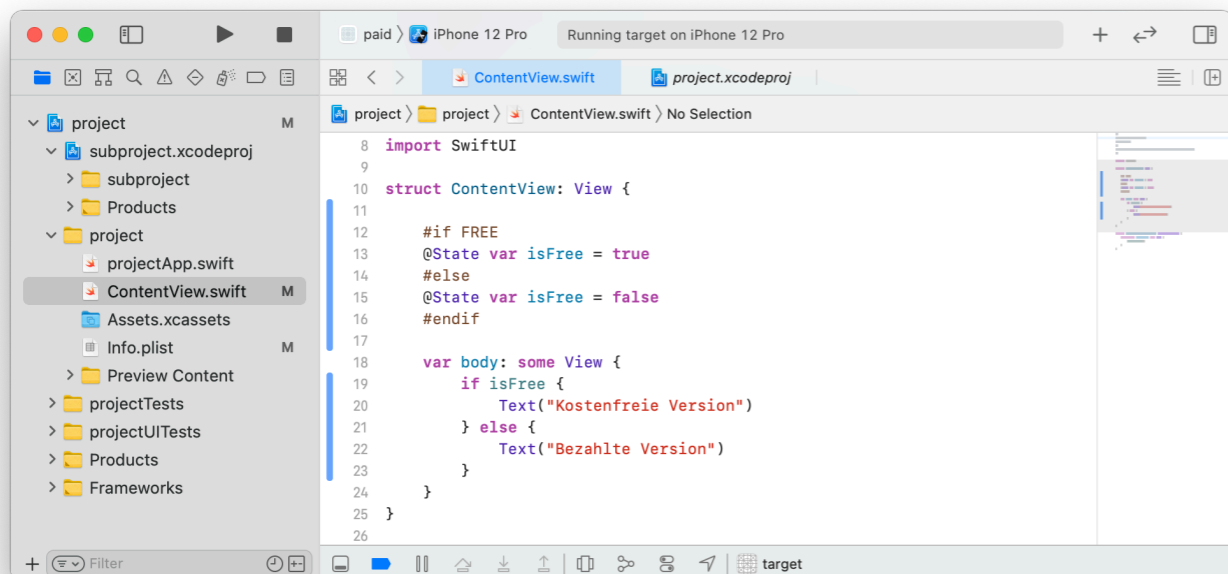 paid 〉 iPhone 12 Pro
Running target on iPhone 12 Pro
ContentView.swift
project.xcodeproj
project 〉 project 〉 ContentView.swift 〉 No Selection
project M
subproject.xcodeproj
subproject
Products
project
projectApp.swift
ContentView.swift M
Assets.xcassets
Info.plist M
Preview Content
projectTests
projectUITests
Products
Frameworks
Filter
8 import SwiftUI
9
10 struct ContentView: View {
11
12 #if FREE
13 @State var isFree = true
14 #else
15 @State var isFree = false
16 #endif
17
18 var body: some View {
19 if isFree {
20 Text("Kostenfreie Version")
21 } else {
22 Text("Bezahlte Version")
23 }
24 }
25 }
26
target